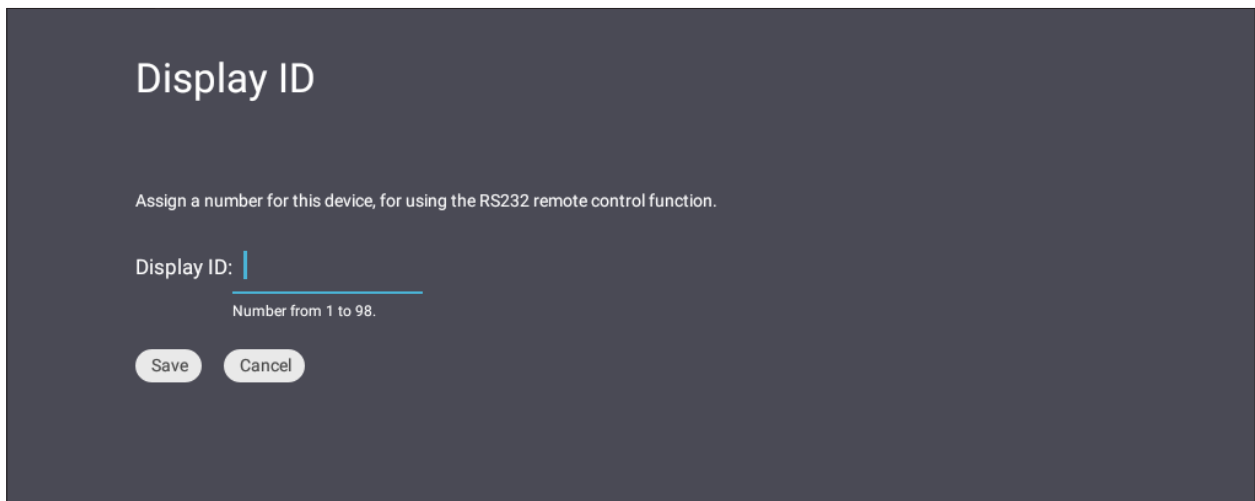 Display ID
Assign a number for this device, for using the RS232 remote control function.
Display ID:
Number from 1 to 98.
Save Cancel